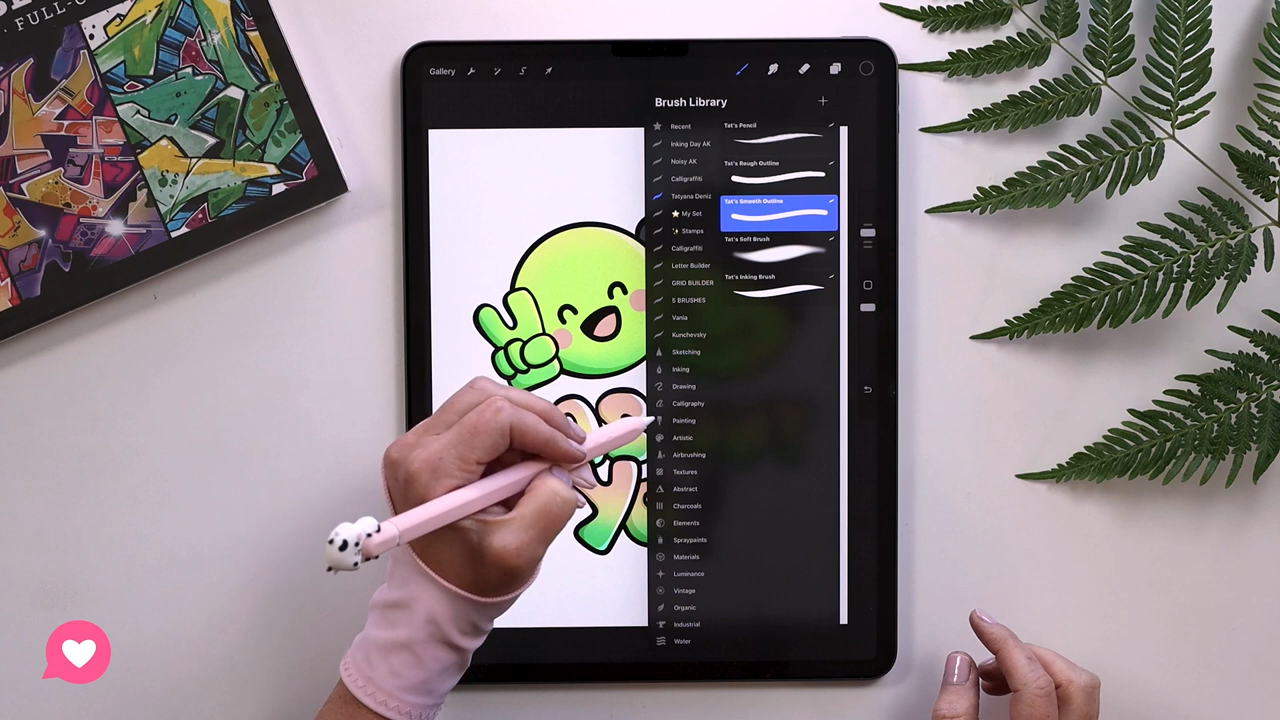 FULL-C
Gallery
Brush Library
Recent
Inking Day AK
Noisy AK
Calligraffiti
Tatyana Deniz
My Set
Stamps
Calligraffiti
Letter Builder
GRID BUILDER
5 BRUSHES
Vania
Kunchevsky
Sketching
Inking
Drawing
Calligraphy
Painting
Artistic
Airbrushing
Textures
Abstract
Charcoals
Elements
Spraypaints
Materials
Luminance
Vintage
Organic
Industrial
Water
Tat's Pencil
Tat's Rough Outline
Tat's Smooth Outline
Tat's Soft Brush
Tat's Inking Brush